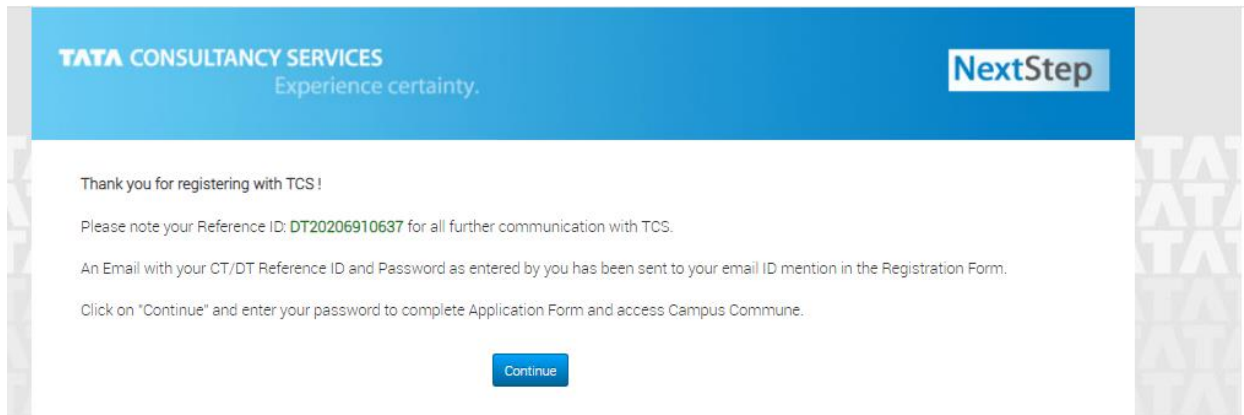 TATA CONSULTANCY SERVICES
Experience certainty.
NextStep
Thank you for registering with TCS !
Please note your Reference ID: DT20206910637 for all further communication with TCS.
An Email with your CT/DT Reference ID and Password as entered by you has been sent to your email ID mention in the Registration Form.
Click on "Continue" and enter your password to complete Application Form and access Campus Commune.
Continue